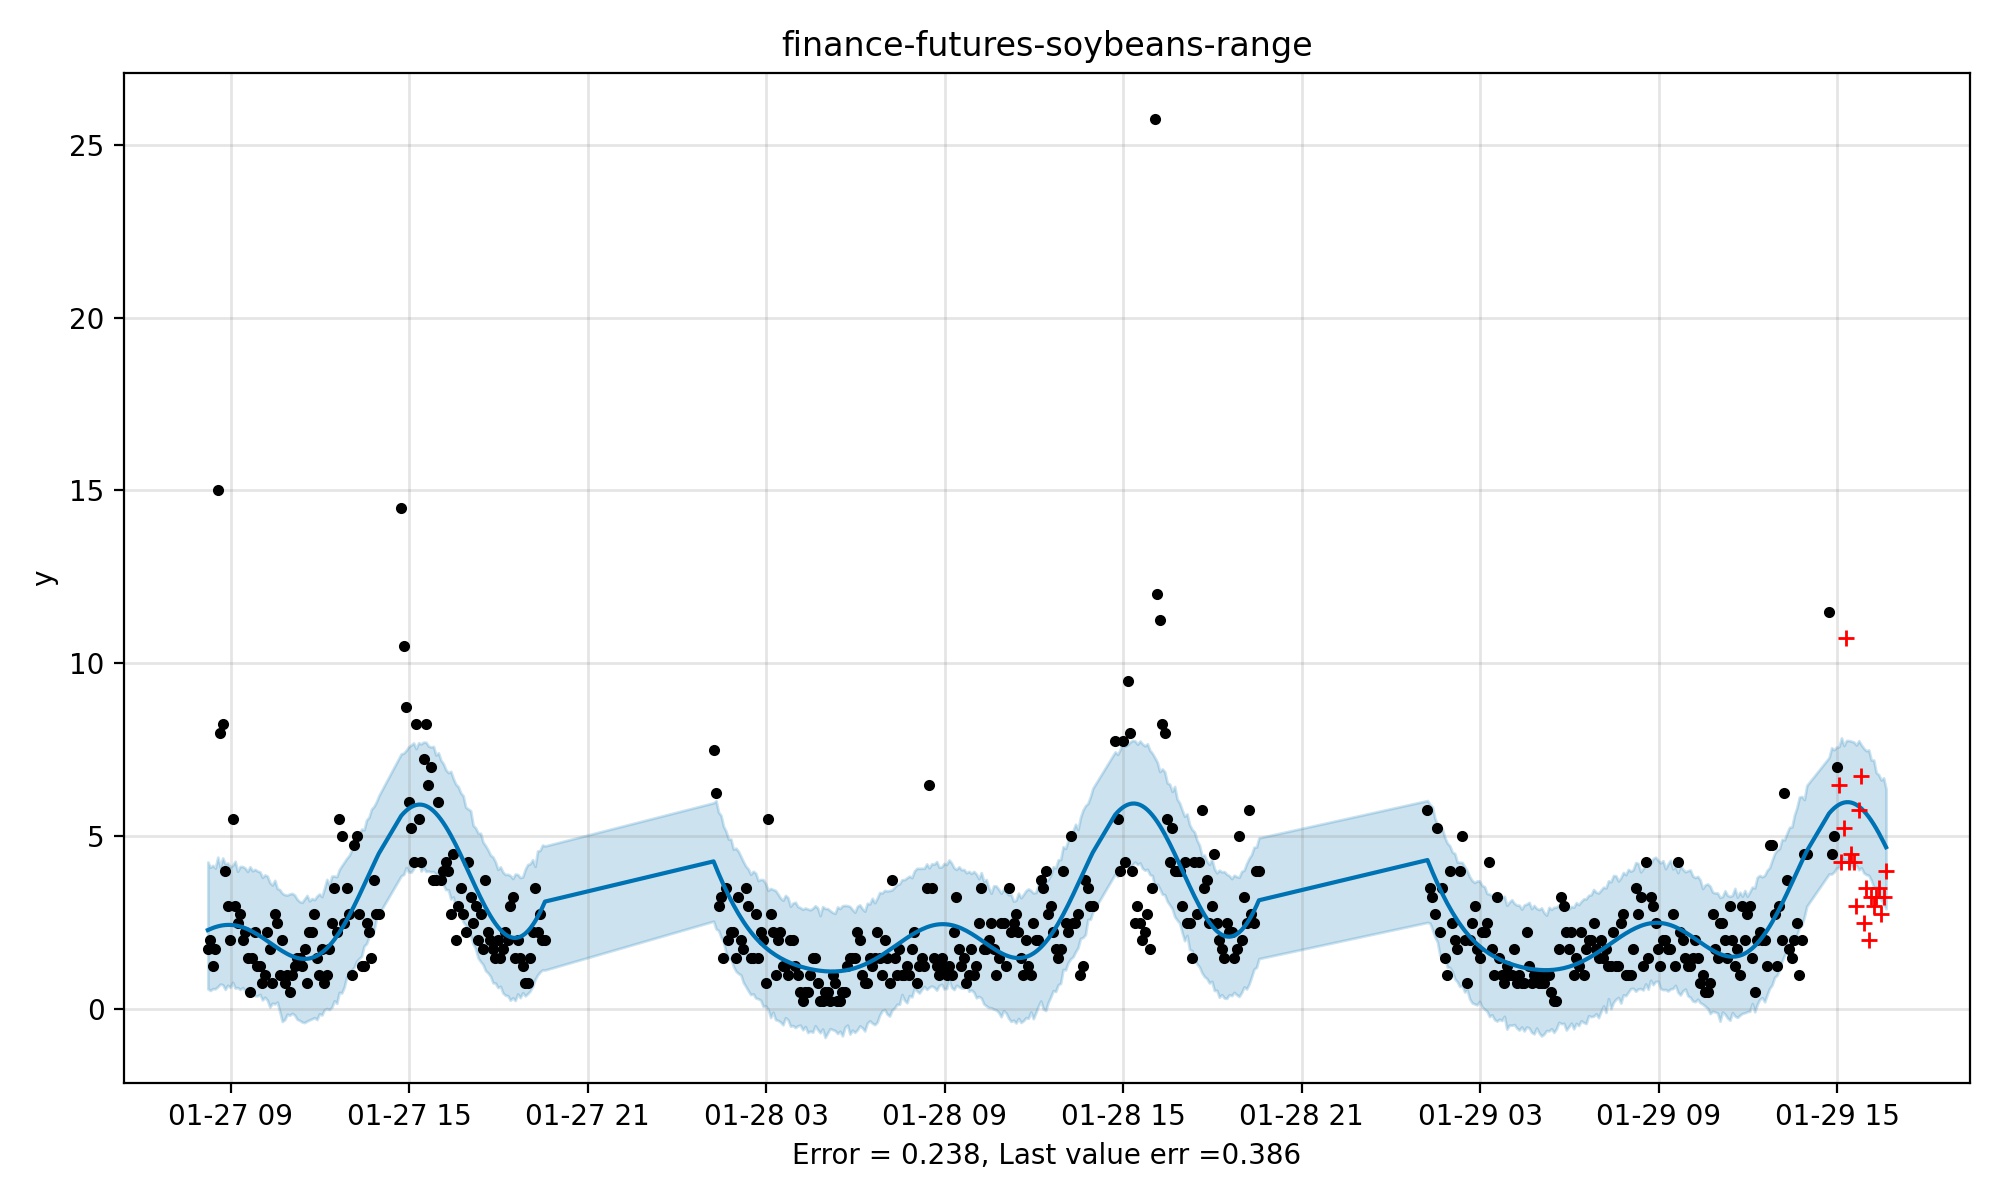 finance-futures-soybeans-range
25
20
15
10
5
0
y
01-27 09 01-27 15 01-27 21 01-28 03 01-28 09 01-28 15 01-28 21 01-29 03 01-29 09 01-29 15
Error = 0.238, Last value err =0.386